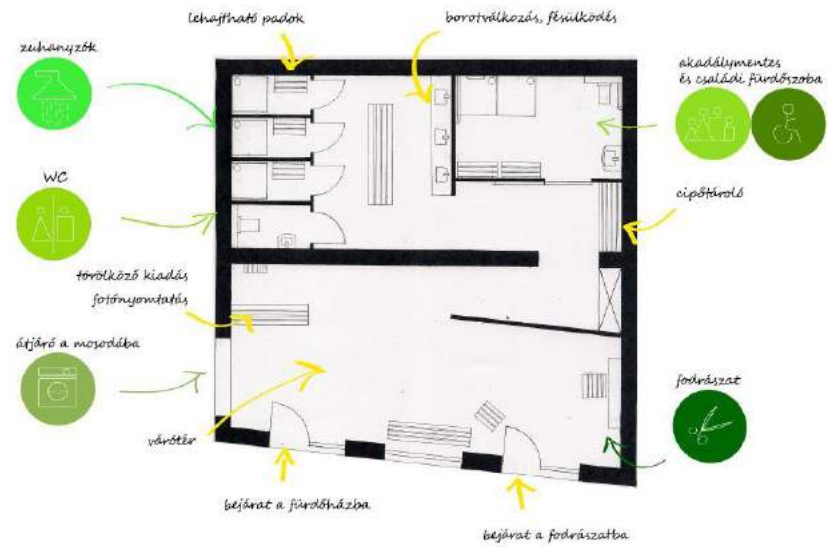 lehajtható padok
borotválkozás, fésülködés
zuhanyzók
akadálymentes
és családi fürdőszoba
WC
cipőtároló
törölköző kiadás
fotónyomtatás
átjáró a mosodába
fodrászat
várótér
bejárat a fürdőházba
bejárat a fodrászatba